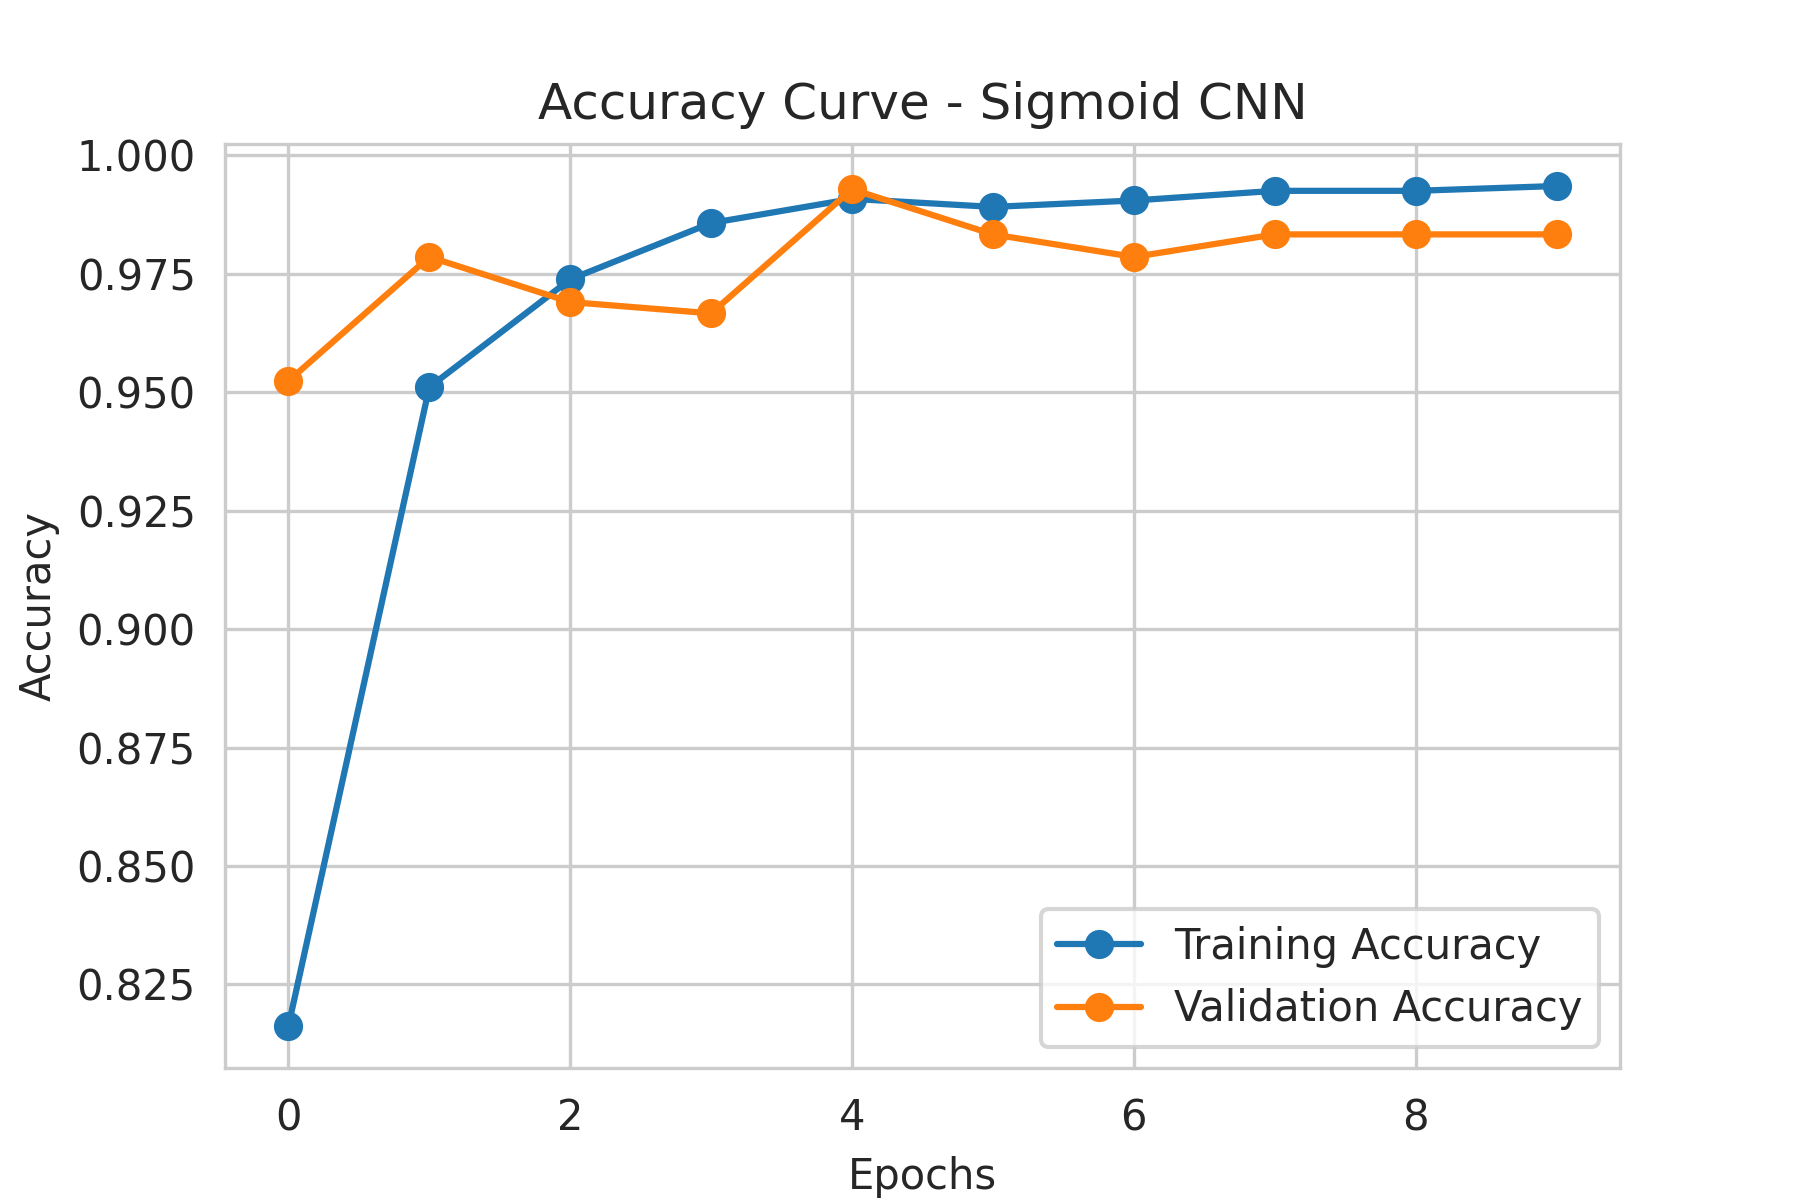 Accuracy Curve - Sigmoid CNN
1.000
0.975
0.950
0.925
0.900
0.875
0.850
0.825
Accuracy
0 2 4 6 8
Epochs
Training Accuracy
Validation Accuracy